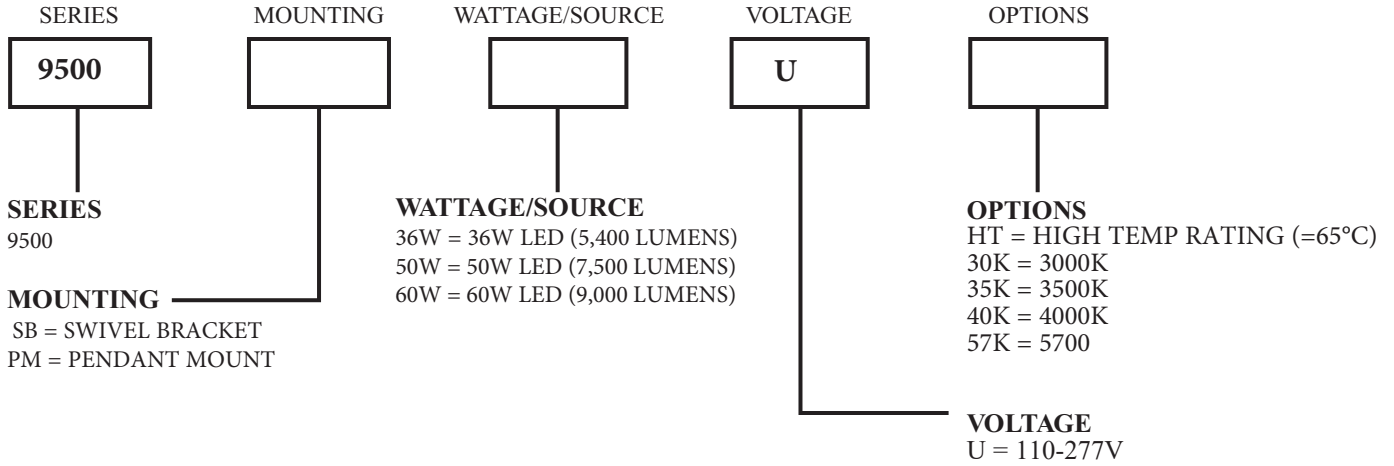 SERIES MOUNTING WATTAGE/SOURCE VOLTAGE OPTIONS
9500 U
SERIES
9500
MOUNTING
SB = SWIVEL BRACKET
PM = PENDANT MOUNT
WATTAGE/SOURCE
36W = 36W LED (5,400 LUMENS)
50W = 50W LED (7,500 LUMENS)
60W = 60W LED (9,000 LUMENS)
OPTIONS
HT = HIGH TEMP RATING (=65°C)
30K = 3000K
35K = 3500K
40K = 4000K
57K = 5700
VOLTAGE
U = 110-277V